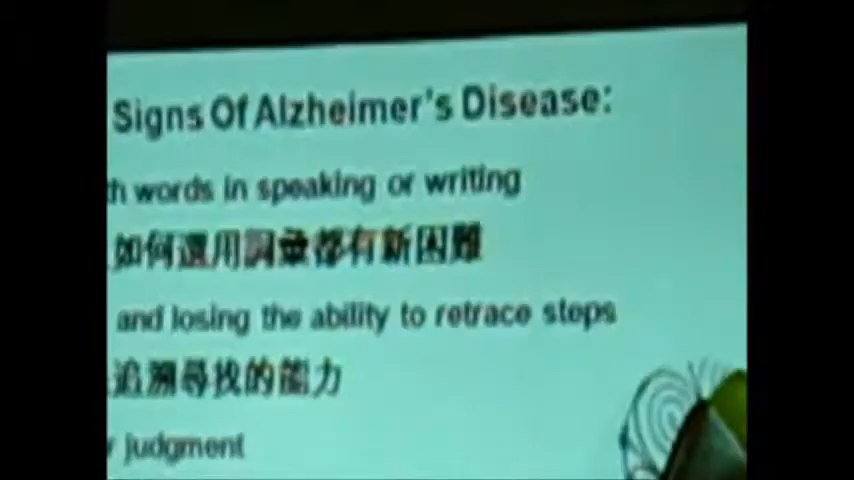 Signs Of Alzheimer's Disease:
words in speaking or writing
如何選用詞彙都有新困難
and losing the ability to retrace steps
追溯尋找的能力
judgment